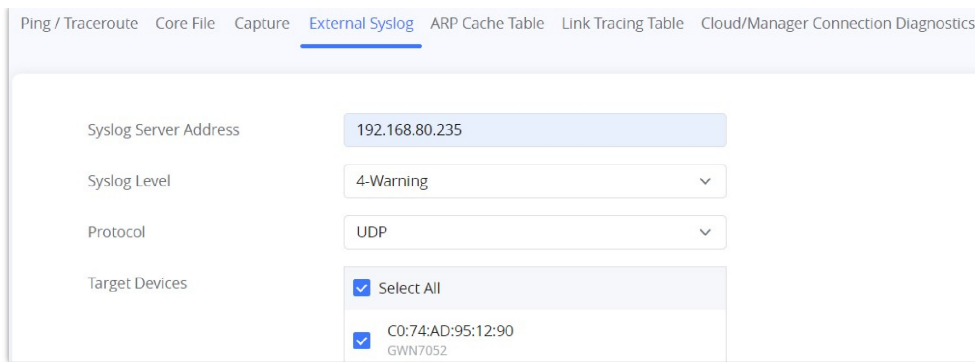 Ping / Traceroute Core File Capture External Syslog ARP Cache Table Link Tracing Table Cloud/Manager Connection Diagnostics
Syslog Server Address 192.168.80.235
Syslog Level 4-Warning
Protocol UDP
Target Devices Select All
C0:74:AD:95:12:90
GWN7052